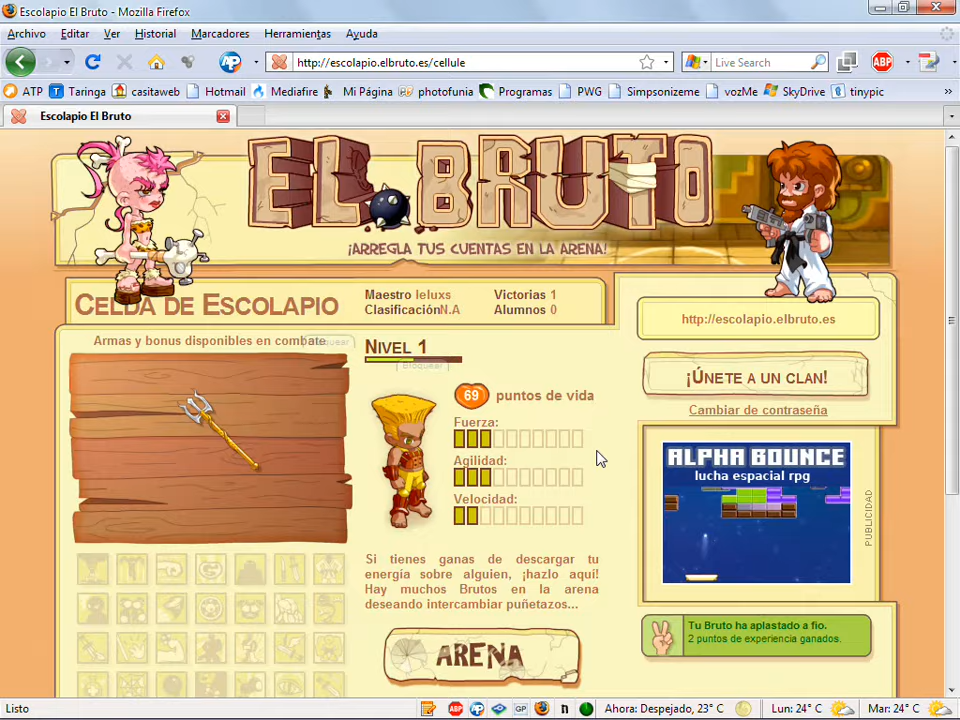 Escolapio El Bruto - Mozilla Firefox
Archivo Editar Ver Historial Marcadores Herramientas Ayuda
http://escolapio.elbruto.es/cellule
Live Search
ABP
ATP Taringa casitaweb Hotmail Mediafire Mi Página photofunia Programas PWG Simpsonizeme vozMe SkyDrive tinypic »
Escolapio El Bruto
EL BRUTO
¡ARREGLA TUS CUENTAS EN LA ARENA!
CELDA DE ESCOLAPIO
Maestro leluxs
Clasificación N.A
Victorias 1
Alumnos 0
http://escolapio.elbruto.es
Armas y bonus disponibles en combate
Bloquear
NIVEL 1
Bloquear
¡ÚNETE A UN CLAN!
Cambiar de contraseña
69 puntos de vida
Fuerza:
Agilidad:
Velocidad:
ALPHA BOUNCE
lucha espacial rpg
PUBLICIDAD
Si tienes ganas de descargar tu
energía sobre alguien, ¡hazlo aquí!
Hay muchos Brutos en la arena
deseando intercambiar puñetazos...
ARENA
Tu Bruto ha aplastado a fio.
2 puntos de experiencia ganados.
Listo
ABP
GP
n
Ahora: Despejado, 23° C
Lun: 24° C
Mar: 24° C